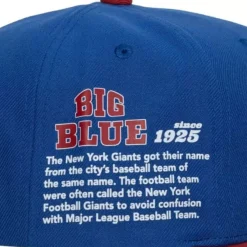 BIG
BLUE since
1925
The New York Giants got their name
from the city's baseball team of
the same name. The football team
were often called the New York
Football Giants to avoid confusion
with Major League Baseball Team.